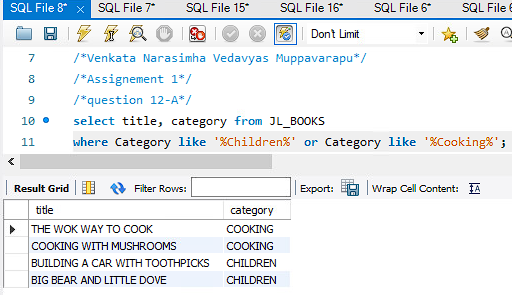 SQL File 8* SQL File 7* SQL File 15* SQL File 16* SQL File 6* SQL File
Don't Limit
7 /*Venkata Narasimha Vedavyas Muppavarapu*/
8 /*Assignement 1*/
9 /*question 12-A*/
10 select title, category from JL_BOOKS
11 where Category like '%Children%' or Category like '%Cooking%';
Result Grid Filter Rows: Export: Wrap Cell Content: IA
title category
THE WOK WAY TO COOK COOKING
COOKING WITH MUSHROOMS COOKING
BUILDING A CAR WITH TOOTHPICKS CHILDREN
BIG BEAR AND LITTLE DOVE CHILDREN